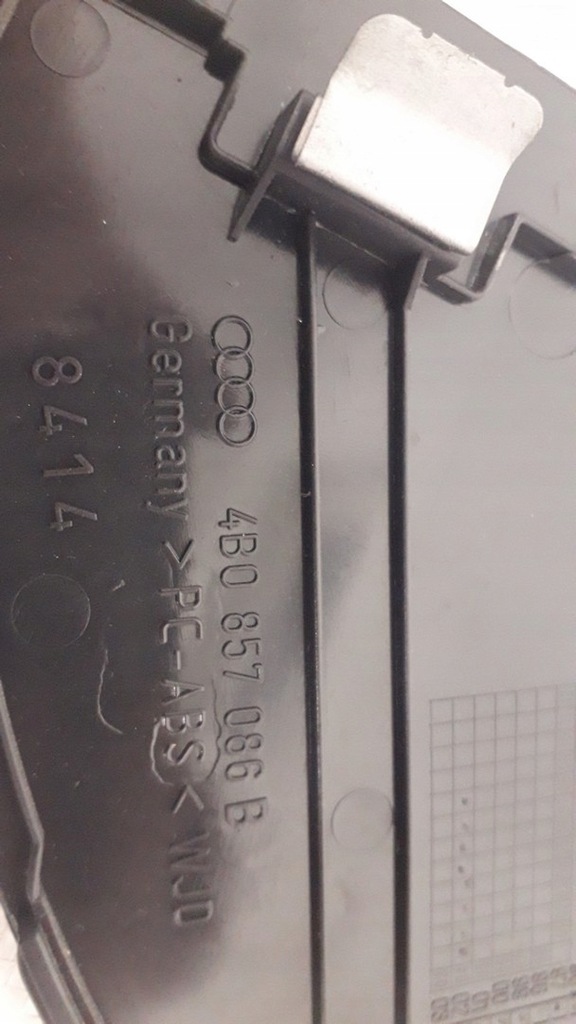 4B0 857 086 B
Germany >PC-ABS< WJO
8414